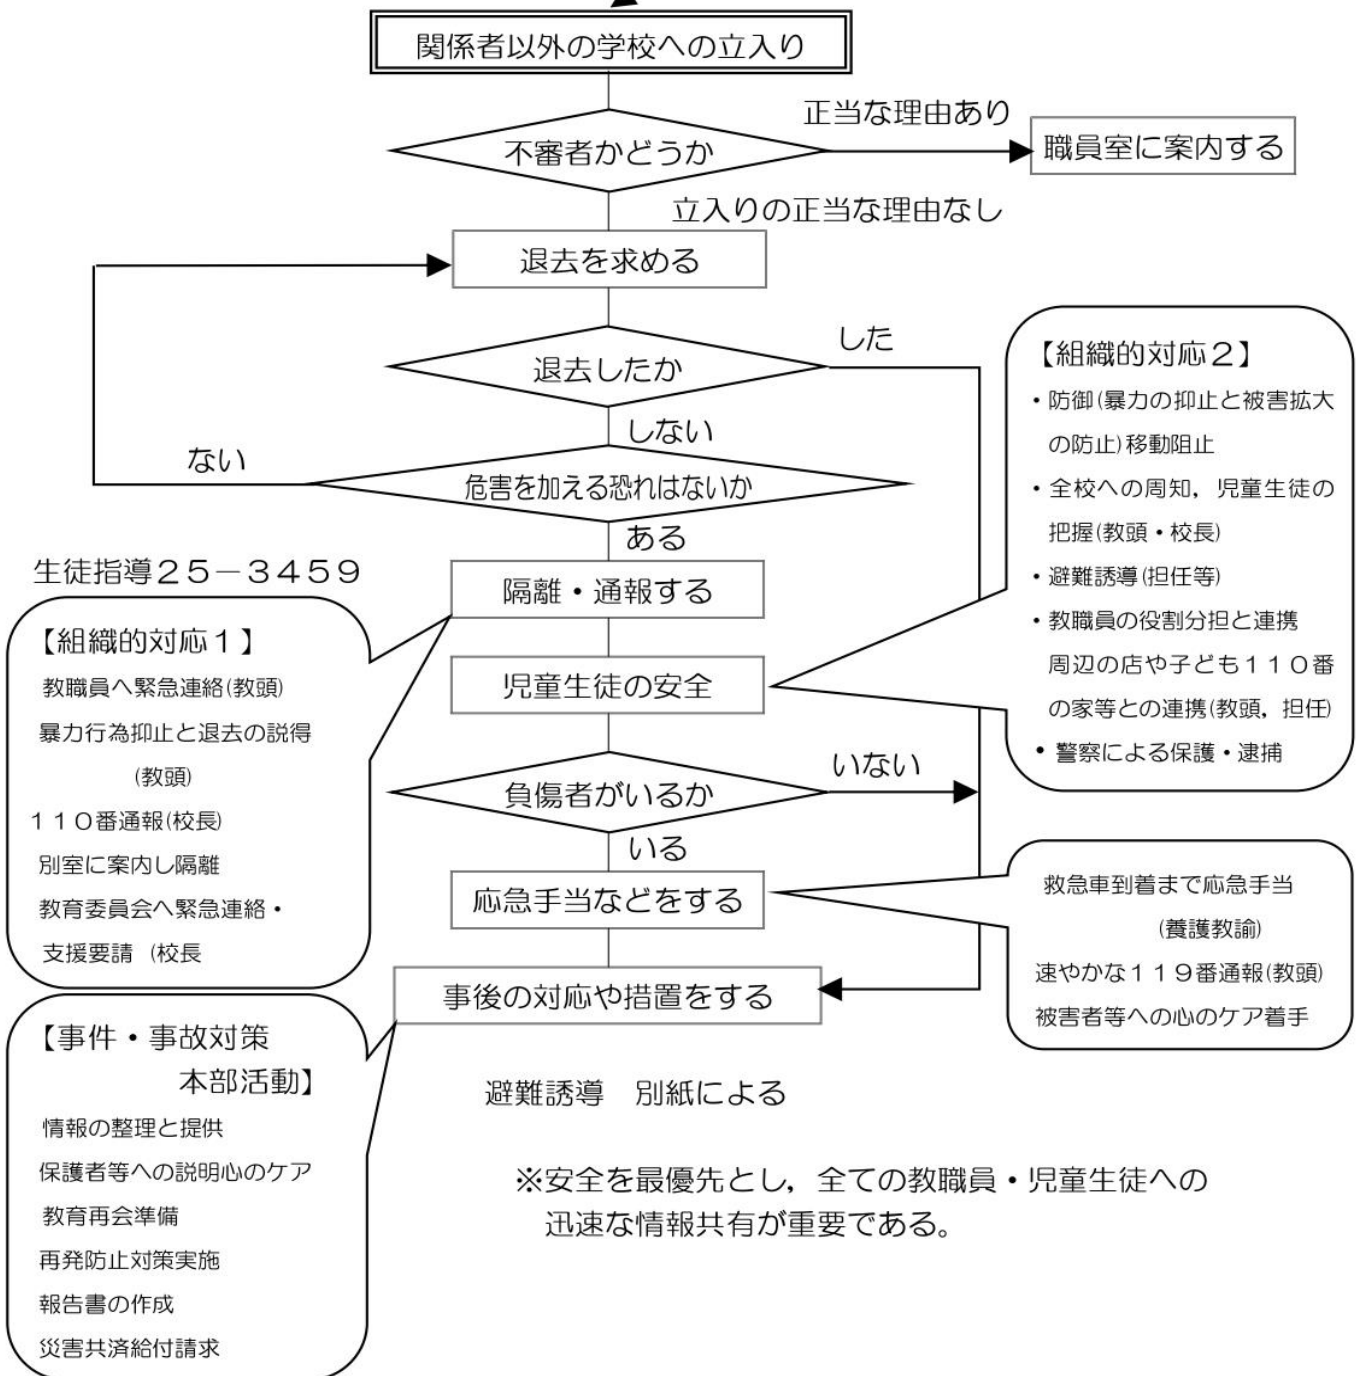 関係者以外の学校への立入り
不審者かどうか
正当な理由あり
職員室に案内する
立入りの正当な理由なし
退去を求める
退去したか
した
しない
危害を加える恐れはないか
ない
ある
隔離・通報する
生徒指導２５－３４５９
【組織的対応１】
教職員へ緊急連絡(教頭)
暴力行為抑止と退去の説得
(教頭)
１１０番通報(校長)
別室に案内し隔離
教育委員会へ緊急連絡・
支援要請 (校長
児童生徒の安全
【組織的対応２】
・防御(暴力の抑止と被害拡大
の防止)移動阻止
・全校への周知，児童生徒の
把握(教頭・校長)
・避難誘導(担任等)
・教職員の役割分担と連携
周辺の店や子ども１１０番
の家等との連携(教頭，担任)
・警察による保護・逮捕
負傷者がいるか
いない
いる
応急手当などをする
救急車到着まで応急手当
(養護教諭)
速やかな１１９番通報(教頭)
被害者等への心のケア着手
事後の対応や措置をする
【事件・事故対策
本部活動】
情報の整理と提供
保護者等への説明心のケア
教育再会準備
再発防止対策実施
報告書の作成
災害共済給付請求
避難誘導　別紙による
※安全を最優先とし，全ての教職員・児童生徒への
迅速な情報共有が重要である。